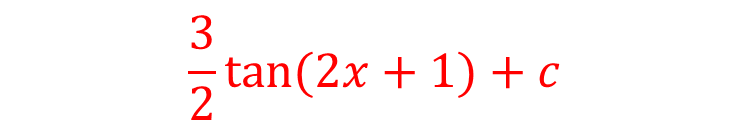 3/2 tan(2x + 1) + c